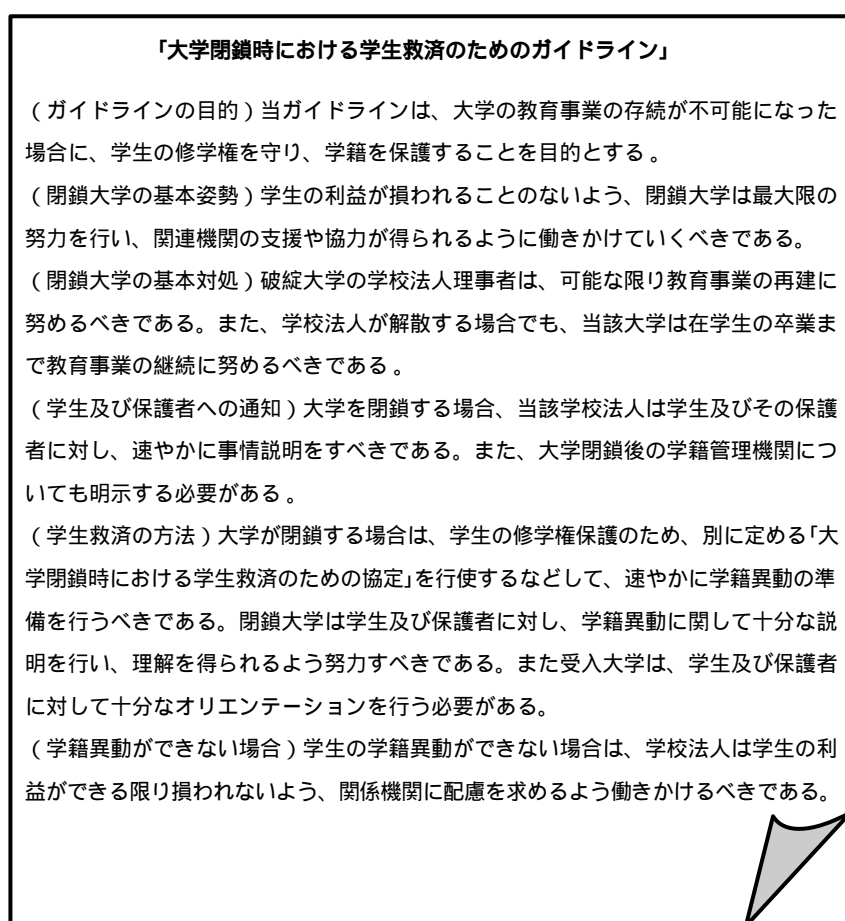 「大学閉鎖時における学生救済のためのガイドライン」
(ガイドラインの目的)当ガイドラインは、大学の教育事業の存続が不可能になった
場合に、学生の修学権を守り、学籍を保護することを目的とする。
(閉鎖大学の基本姿勢)学生の利益が損われることのないよう、閉鎖大学は最大限の
努力を行い、関連機関の支援や協力が得られるように働きかけていくべきである。
(閉鎖大学の基本対処)破綻大学の学校法人理事者は、可能な限り教育事業の再建に
努めるべきである。また、学校法人が解散する場合でも、当該大学は在学生の卒業ま
で教育事業の継続に努めるべきである。
(学生及び保護者への通知)大学を閉鎖する場合、当該学校法人は学生及びその保護
者に対し、速やかに事情説明をすべきである。また、大学閉鎖後の学籍管理機関につ
いても明示する必要がある。
(学生救済の方法)大学が閉鎖する場合は、学生の修学権保護のため、別に定める「大
学閉鎖時における学生救済のための協定」を行使するなどして、速やかに学籍異動の準
備を行うべきである。閉鎖大学は学生及び保護者に対し、学籍異動に関して十分な説
明を行い、理解を得られるよう努力すべきである。また受入大学は、学生及び保護者
に対して十分なオリエンテーションを行う必要がある。
(学籍異動ができない場合)学生の学籍異動ができない場合は、学校法人は学生の利
益ができる限り損われないよう、関係機関に配慮を求めるよう働きかけるべきである。